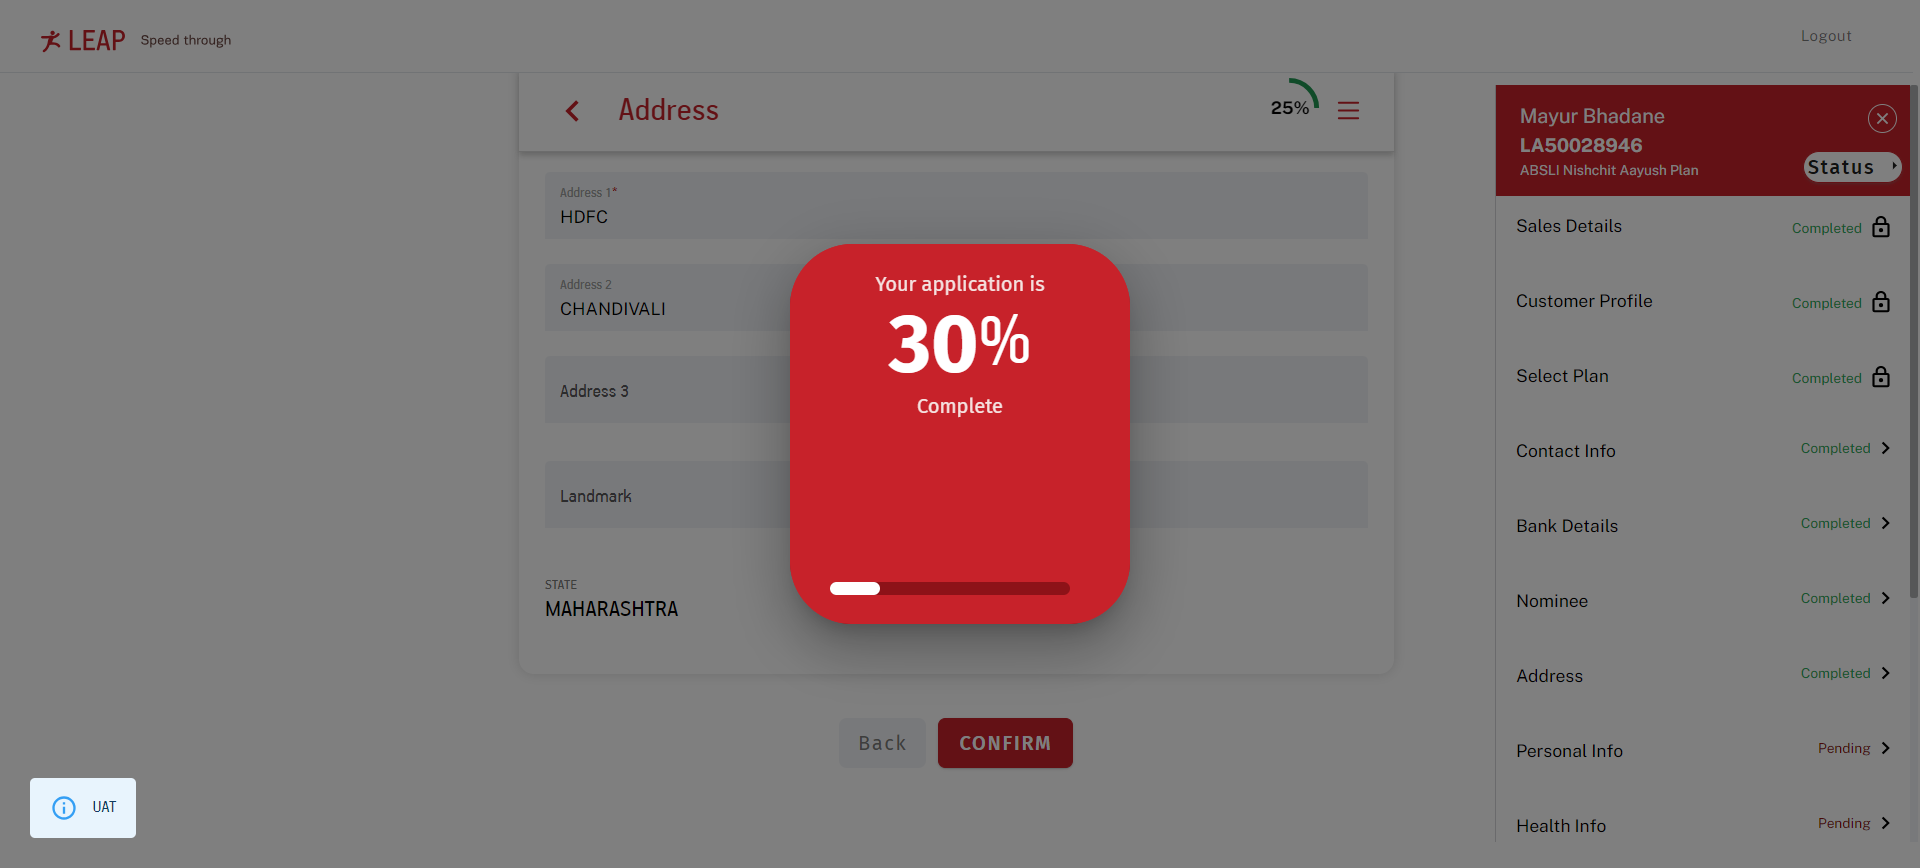 LEAP Speed through
Logout
Address
25%
Address 1*
HDFC
Address 2
CHANDIVALI
Address 3
Landmark
STATE
MAHARASHTRA
Back
CONFIRM
Your application is
30%
Complete
Mayur Bhadane
LA50028946
ABSLI Nishchit Aayush Plan
Status
Sales Details Completed
Customer Profile Completed
Select Plan Completed
Contact Info Completed
Bank Details Completed
Nominee Completed
Address Completed
Personal Info Pending
Health Info Pending
UAT